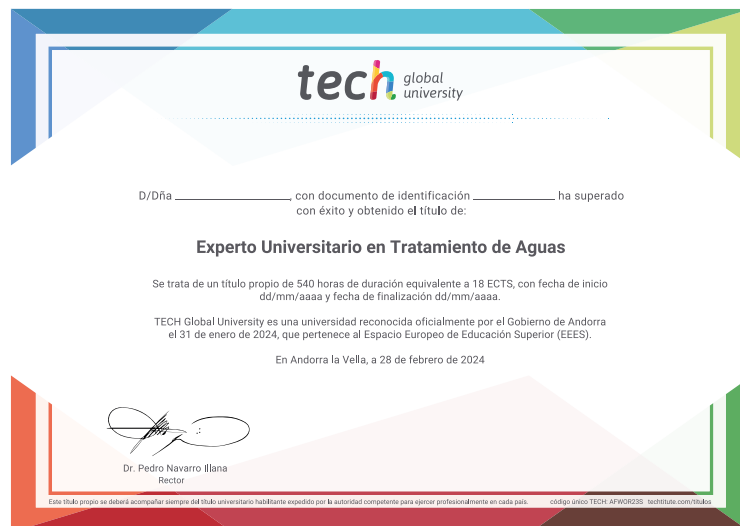 tech global university
D/Dña ____________________, con documento de identificación ______________ ha superado
con éxito y obtenido el título de:
Experto Universitario en Tratamiento de Aguas
Se trata de un título propio de 540 horas de duración equivalente a 18 ECTS, con fecha de inicio
dd/mm/aaaa y fecha de finalización dd/mm/aaaa.
TECH Global University es una universidad reconocida oficialmente por el Gobierno de Andorra
el 31 de enero de 2024, que pertenece al Espacio Europeo de Educación Superior (EEES).
En Andorra la Vella, a 28 de febrero de 2024
Dr. Pedro Navarro Illana
Rector
Este título propio se deberá acompañar siempre del título universitario habilitante expedido por la autoridad competente para ejercer profesionalmente en cada país. código único TECH: AFWOR23S techtitute.com/titulos